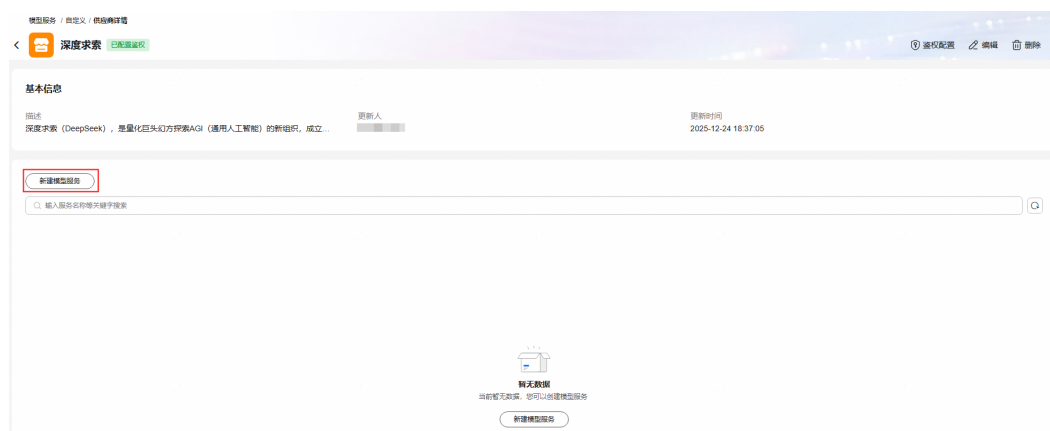 模型服务 / 自定义 / 供应商详情
深度求索 已配置鉴权 鉴权配置 编辑 删除
基本信息
描述 更新人 更新时间
深度求索（DeepSeek），是量化巨头幻方探索AGI（通用人工智能）的新组织，成立... 2025-12-24 18:37:05
新建模型服务
输入服务名称等关键字搜索
暂无数据
当前暂无数据，您可以创建模型服务
新建模型服务